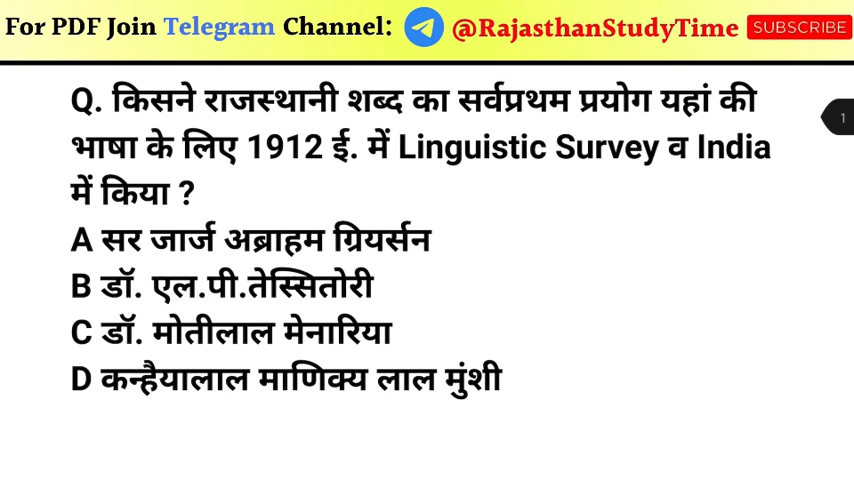 For PDF Join Telegram Channel: @RajasthanStudyTime SUBSCRIBE
Q. किसने राजस्थानी शब्द का सर्वप्रथम प्रयोग यहां की
1
भाषा के लिए 1912 ई. में Linguistic Survey व India
में किया ?
A सर जार्ज अब्राहम ग्रियर्सन
B डॉ. एल.पी.तेस्सितोरी
C डॉ. मोतीलाल मेनारिया
D कन्हैयालाल माणिक्य लाल मुंशी